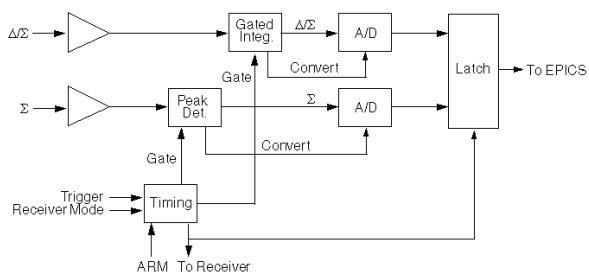 Δ/Σ
Gated
Integ.
Δ/Σ
A/D
Convert
Gate
Latch
To EPICS
Σ
Peak
Det.
Σ
A/D
Convert
Gate
Trigger
Receiver Mode
Timing
ARM
To Receiver